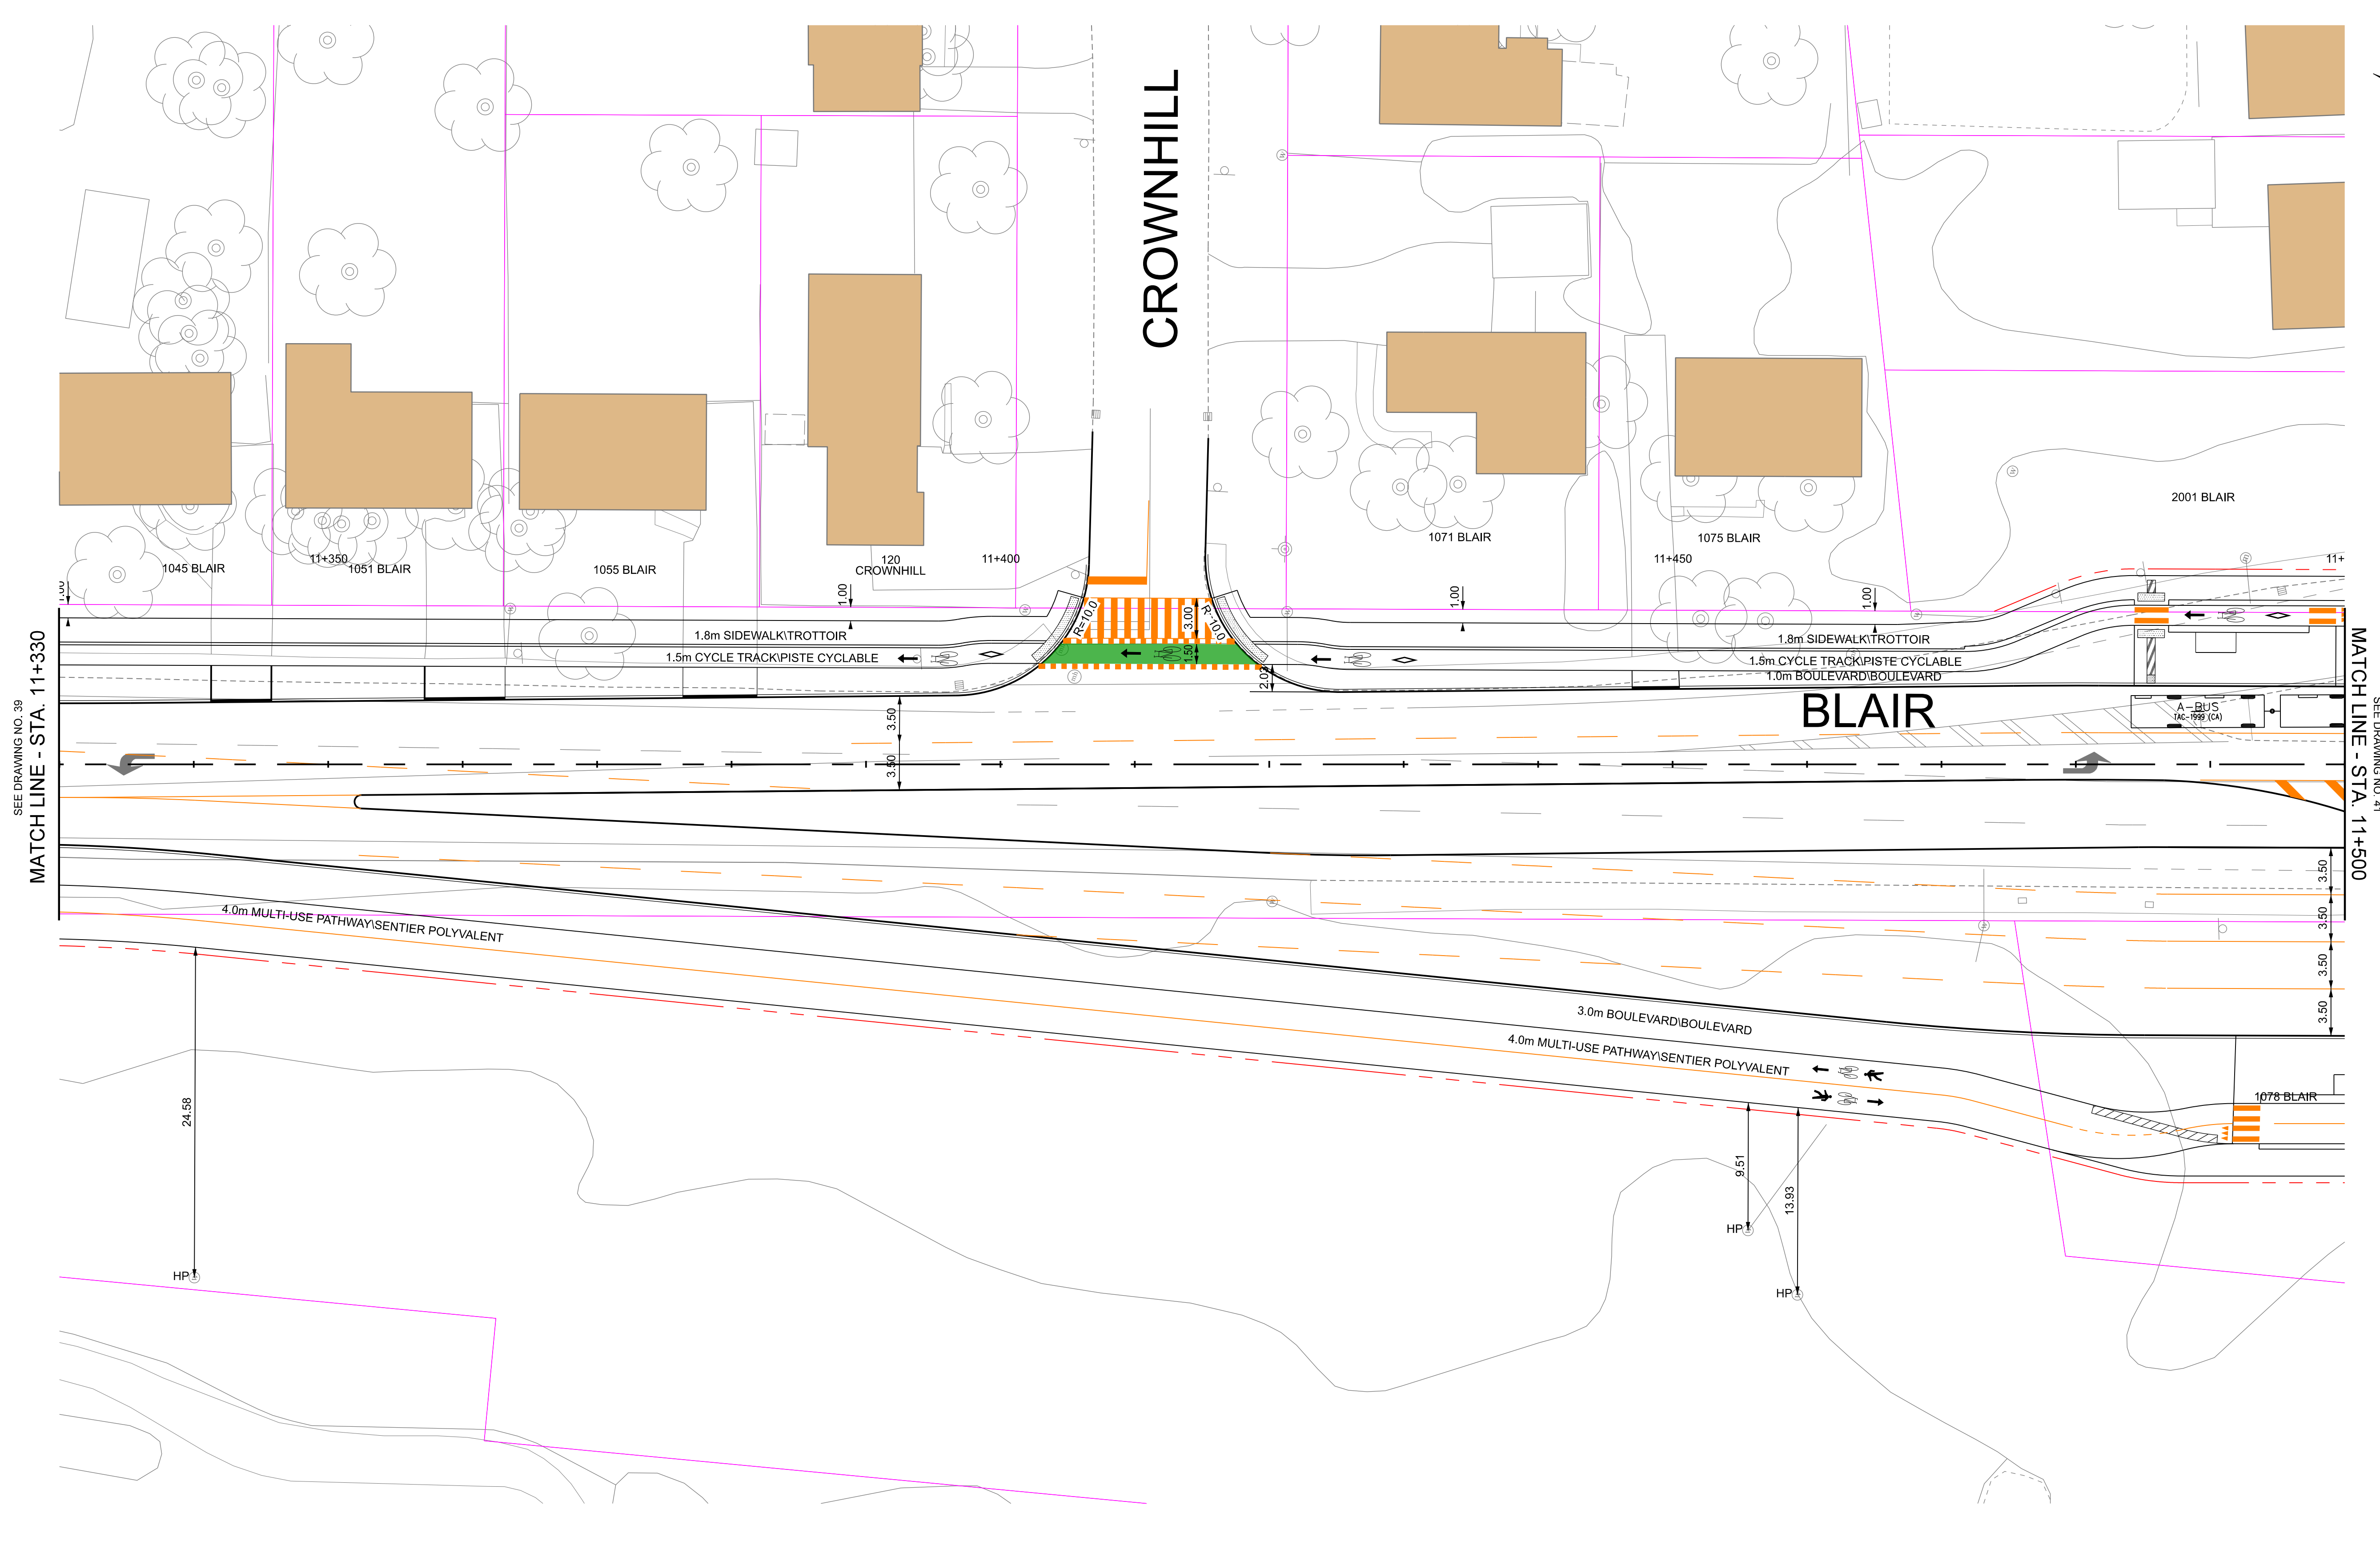 CROWNHILL
2001 BLAIR
1071 BLAIR
1075 BLAIR
11+350
11+400
11+450
11+
1045 BLAIR
1051 BLAIR
1055 BLAIR
120
CROWNHILL
1.00
1.00
1.00
R=10.0
3.00
R=10.0
1.8m SIDEWALK\TROTTOIR
1.8m SIDEWALK\TROTTOIR
1.5m CYCLE TRACK\PISTE CYCLABLE
1.50
1.5m CYCLE TRACK\PISTE CYCLABLE
1.0m BOULEVARD\BOULEVARD
BLAIR
A-BUS
TAC-1999 (CA)
3.50
3.50
SEE DRAWING NO. 39
MATCH LINE - STA. 11+330
MATCH LINE - STA. 11+500
SEE DRAWING NO. 41
3.50
3.50
3.50
3.50
4.0m MULTI-USE PATHWAY\SENTIER POLYVALENT
3.0m BOULEVARD\BOULEVARD
4.0m MULTI-USE PATHWAY\SENTIER POLYVALENT
1078 BLAIR
24.58
9.51
13.93
HP
HP
HP